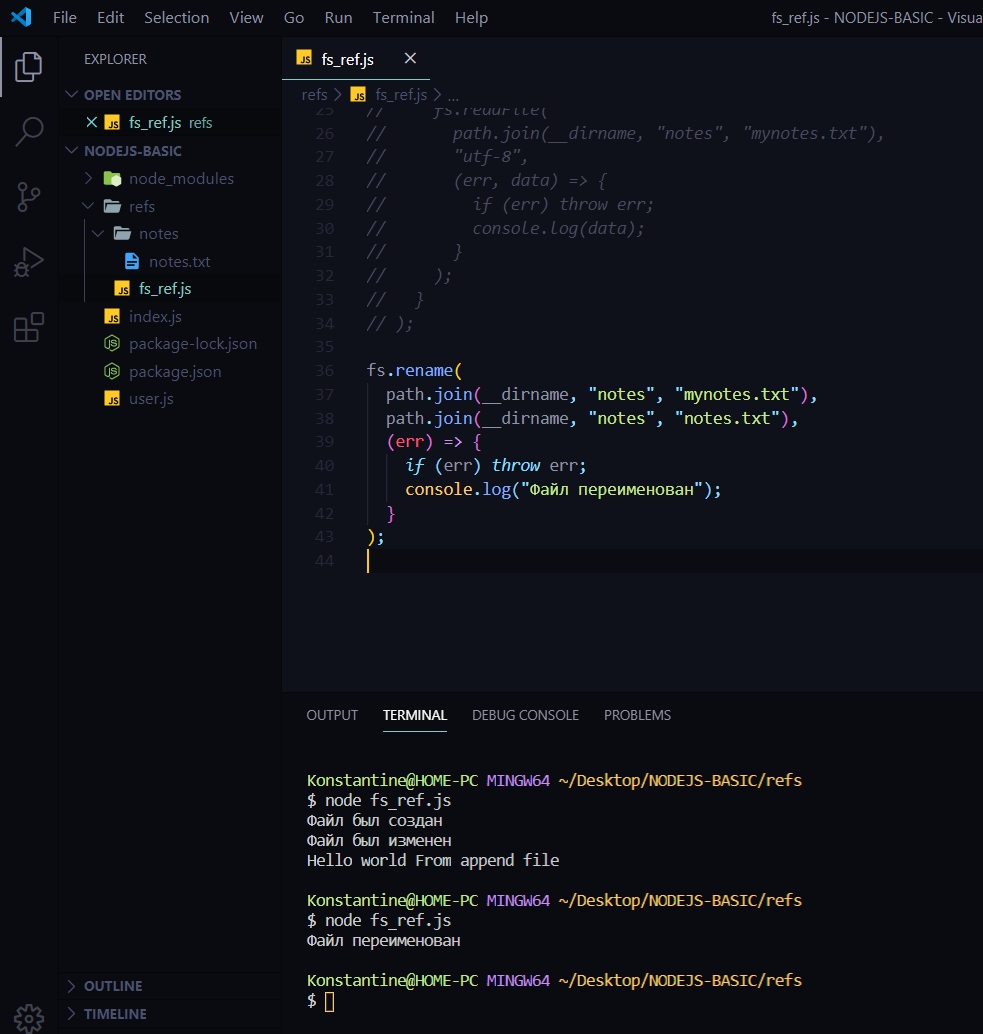 File Edit Selection View Go Run Terminal Help fs_ref.js - NODEJS-BASIC - Visua
EXPLORER
OPEN EDITORS
fs_ref.js refs
NODEJS-BASIC
node_modules
refs
notes
notes.txt
fs_ref.js
index.js
package-lock.json
package.json
user.js
OUTLINE
TIMELINE
JS fs_ref.js
refs > JS fs_ref.js > ...
25 // fs.readFile(
26 // path.join(__dirname, "notes", "mynotes.txt"),
27 // "utf-8",
28 // (err, data) => {
29 // if (err) throw err;
30 // console.log(data);
31 // }
32 // );
33 // }
34 // );
35
36 fs.rename(
37 path.join(__dirname, "notes", "mynotes.txt"),
38 path.join(__dirname, "notes", "notes.txt"),
39 (err) => {
40 if (err) throw err;
41 console.log("Файл переименован");
42 }
43 );
44
OUTPUT TERMINAL DEBUG CONSOLE PROBLEMS
Konstantine@HOME-PC MINGW64 ~/Desktop/NODEJS-BASIC/refs
$ node fs_ref.js
Файл был создан
Файл был изменен
Hello world From append file
Konstantine@HOME-PC MINGW64 ~/Desktop/NODEJS-BASIC/refs
$ node fs_ref.js
Файл переименован
Konstantine@HOME-PC MINGW64 ~/Desktop/NODEJS-BASIC/refs
$